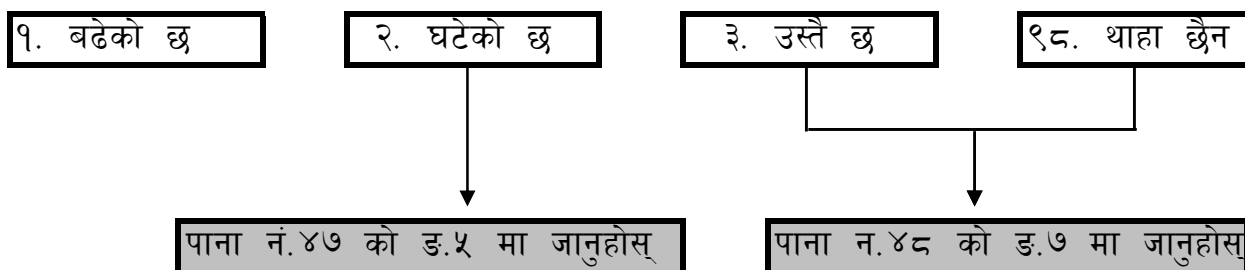 १. बढेको छ
२. घटेको छ
३. उस्तै छ
९८. थाहा छैन
पाना नं.४७ को ङ.५ मा जानुहोस्
पाना न.४८ को ङ.७ मा जानुहोस्